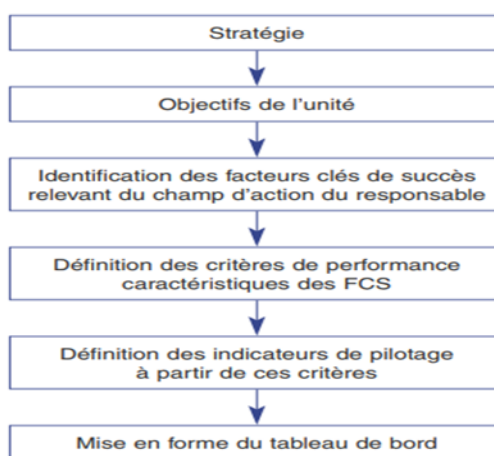 Stratégie
Objectifs de l'unité
Identification des facteurs clés de succès
relevant du champ d'action du responsable
Définition des critères de performance
caractéristiques des FCS
Définition des indicateurs de pilotage
à partir de ces critères
Mise en forme du tableau de bord